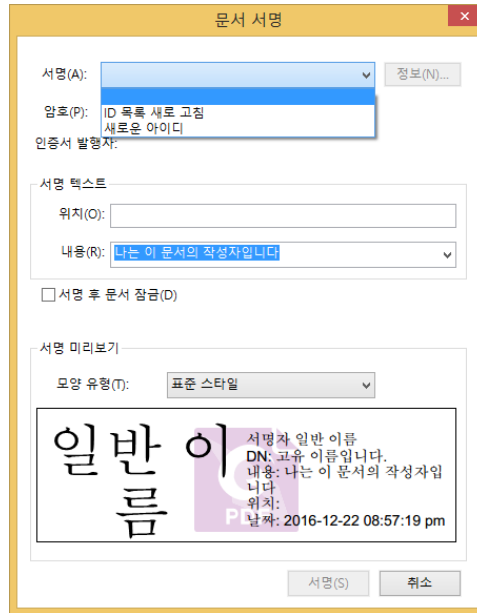 문서 서명
서명(A):
정보(N)...
암호(P):
ID 목록 새로 고침
새로운 아이디
인증서 발행자:
서명 텍스트
위치(O):
내용(R): 나는 이 문서의 작성자입니다
서명 후 문서 잠금(D)
서명 미리보기
모양 유형(T): 표준 스타일
일반 이
름
서명자 일반 이름
DN: 고유 이름입니다.
내용: 나는 이 문서의 작성자입
니다
위치:
날짜: 2016-12-22 08:57:19 pm
PDF
서명(S)
취소